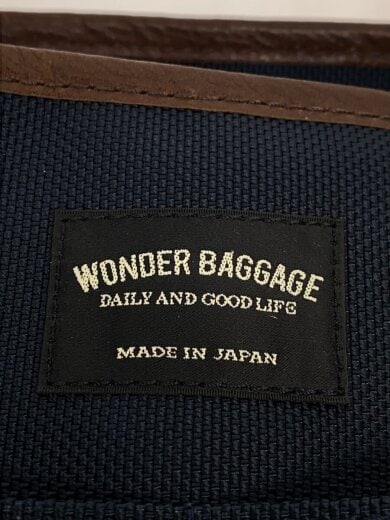 WONDER BAGGAGE
DAILY AND GOOD LIFE
MADE IN JAPAN